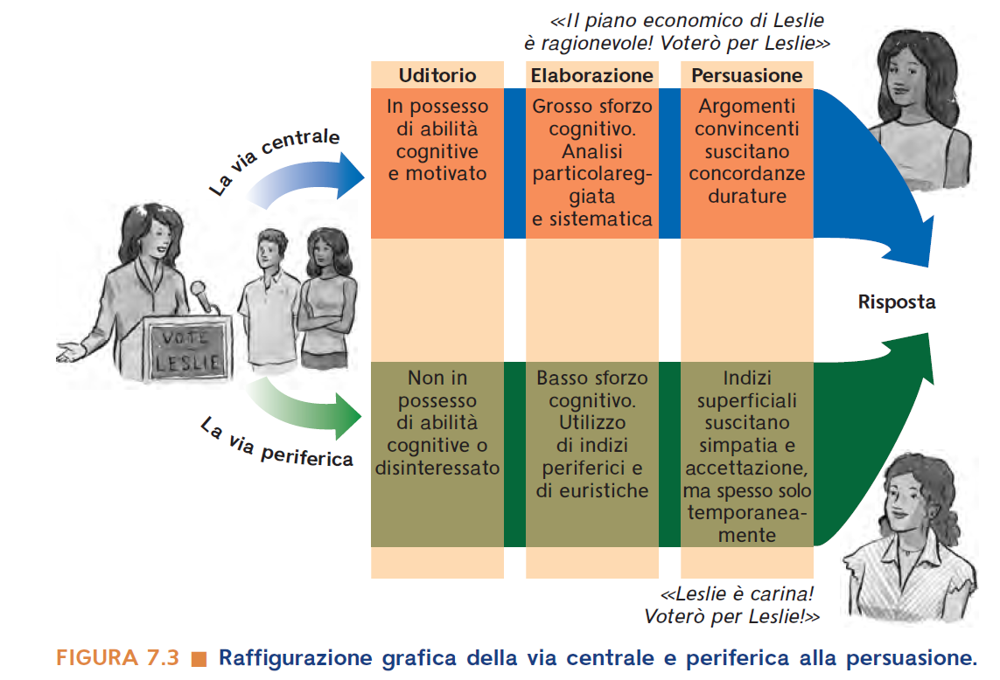 «Il piano economico di Leslie
è ragionevole! Voterò per Leslie»
Uditorio
Elaborazione
Persuasione
La via centrale
In possesso
di abilità
cognitive
e motivato
Grosso sforzo
cognitivo.
Analisi
particolareg-
giata
e sistematica
Argomenti
convincenti
suscitano
concordanze
durature
VOTE
LESLIE
Risposta
La via periferica
Non in
possesso
di abilità
cognitive o
disinteressato
Basso sforzo
cognitivo.
Utilizzo
di indizi
periferici e
di euristiche
Indizi
superficiali
suscitano
simpatia e
accettazione,
ma spesso solo
temporanea-
mente
«Leslie è carina!
Voterò per Leslie!»
FIGURA 7.3 ■ Raffigurazione grafica della via centrale e periferica alla persuasione.